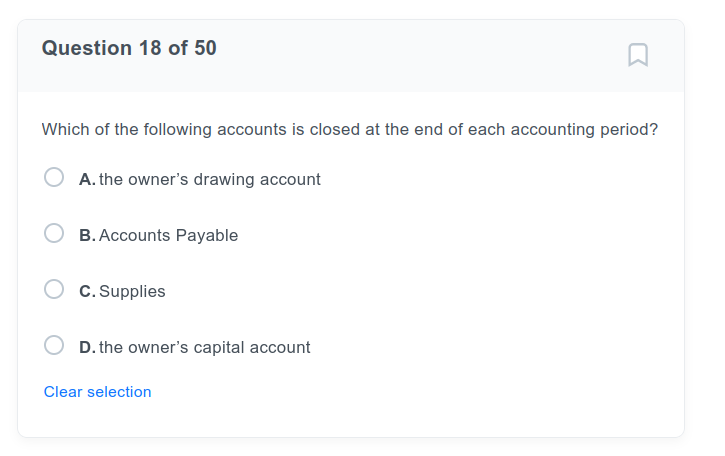 Question 18 of 50
Which of the following accounts is closed at the end of each accounting period?
A. the owner’s drawing account
B. Accounts Payable
C. Supplies
D. the owner’s capital account
Clear selection